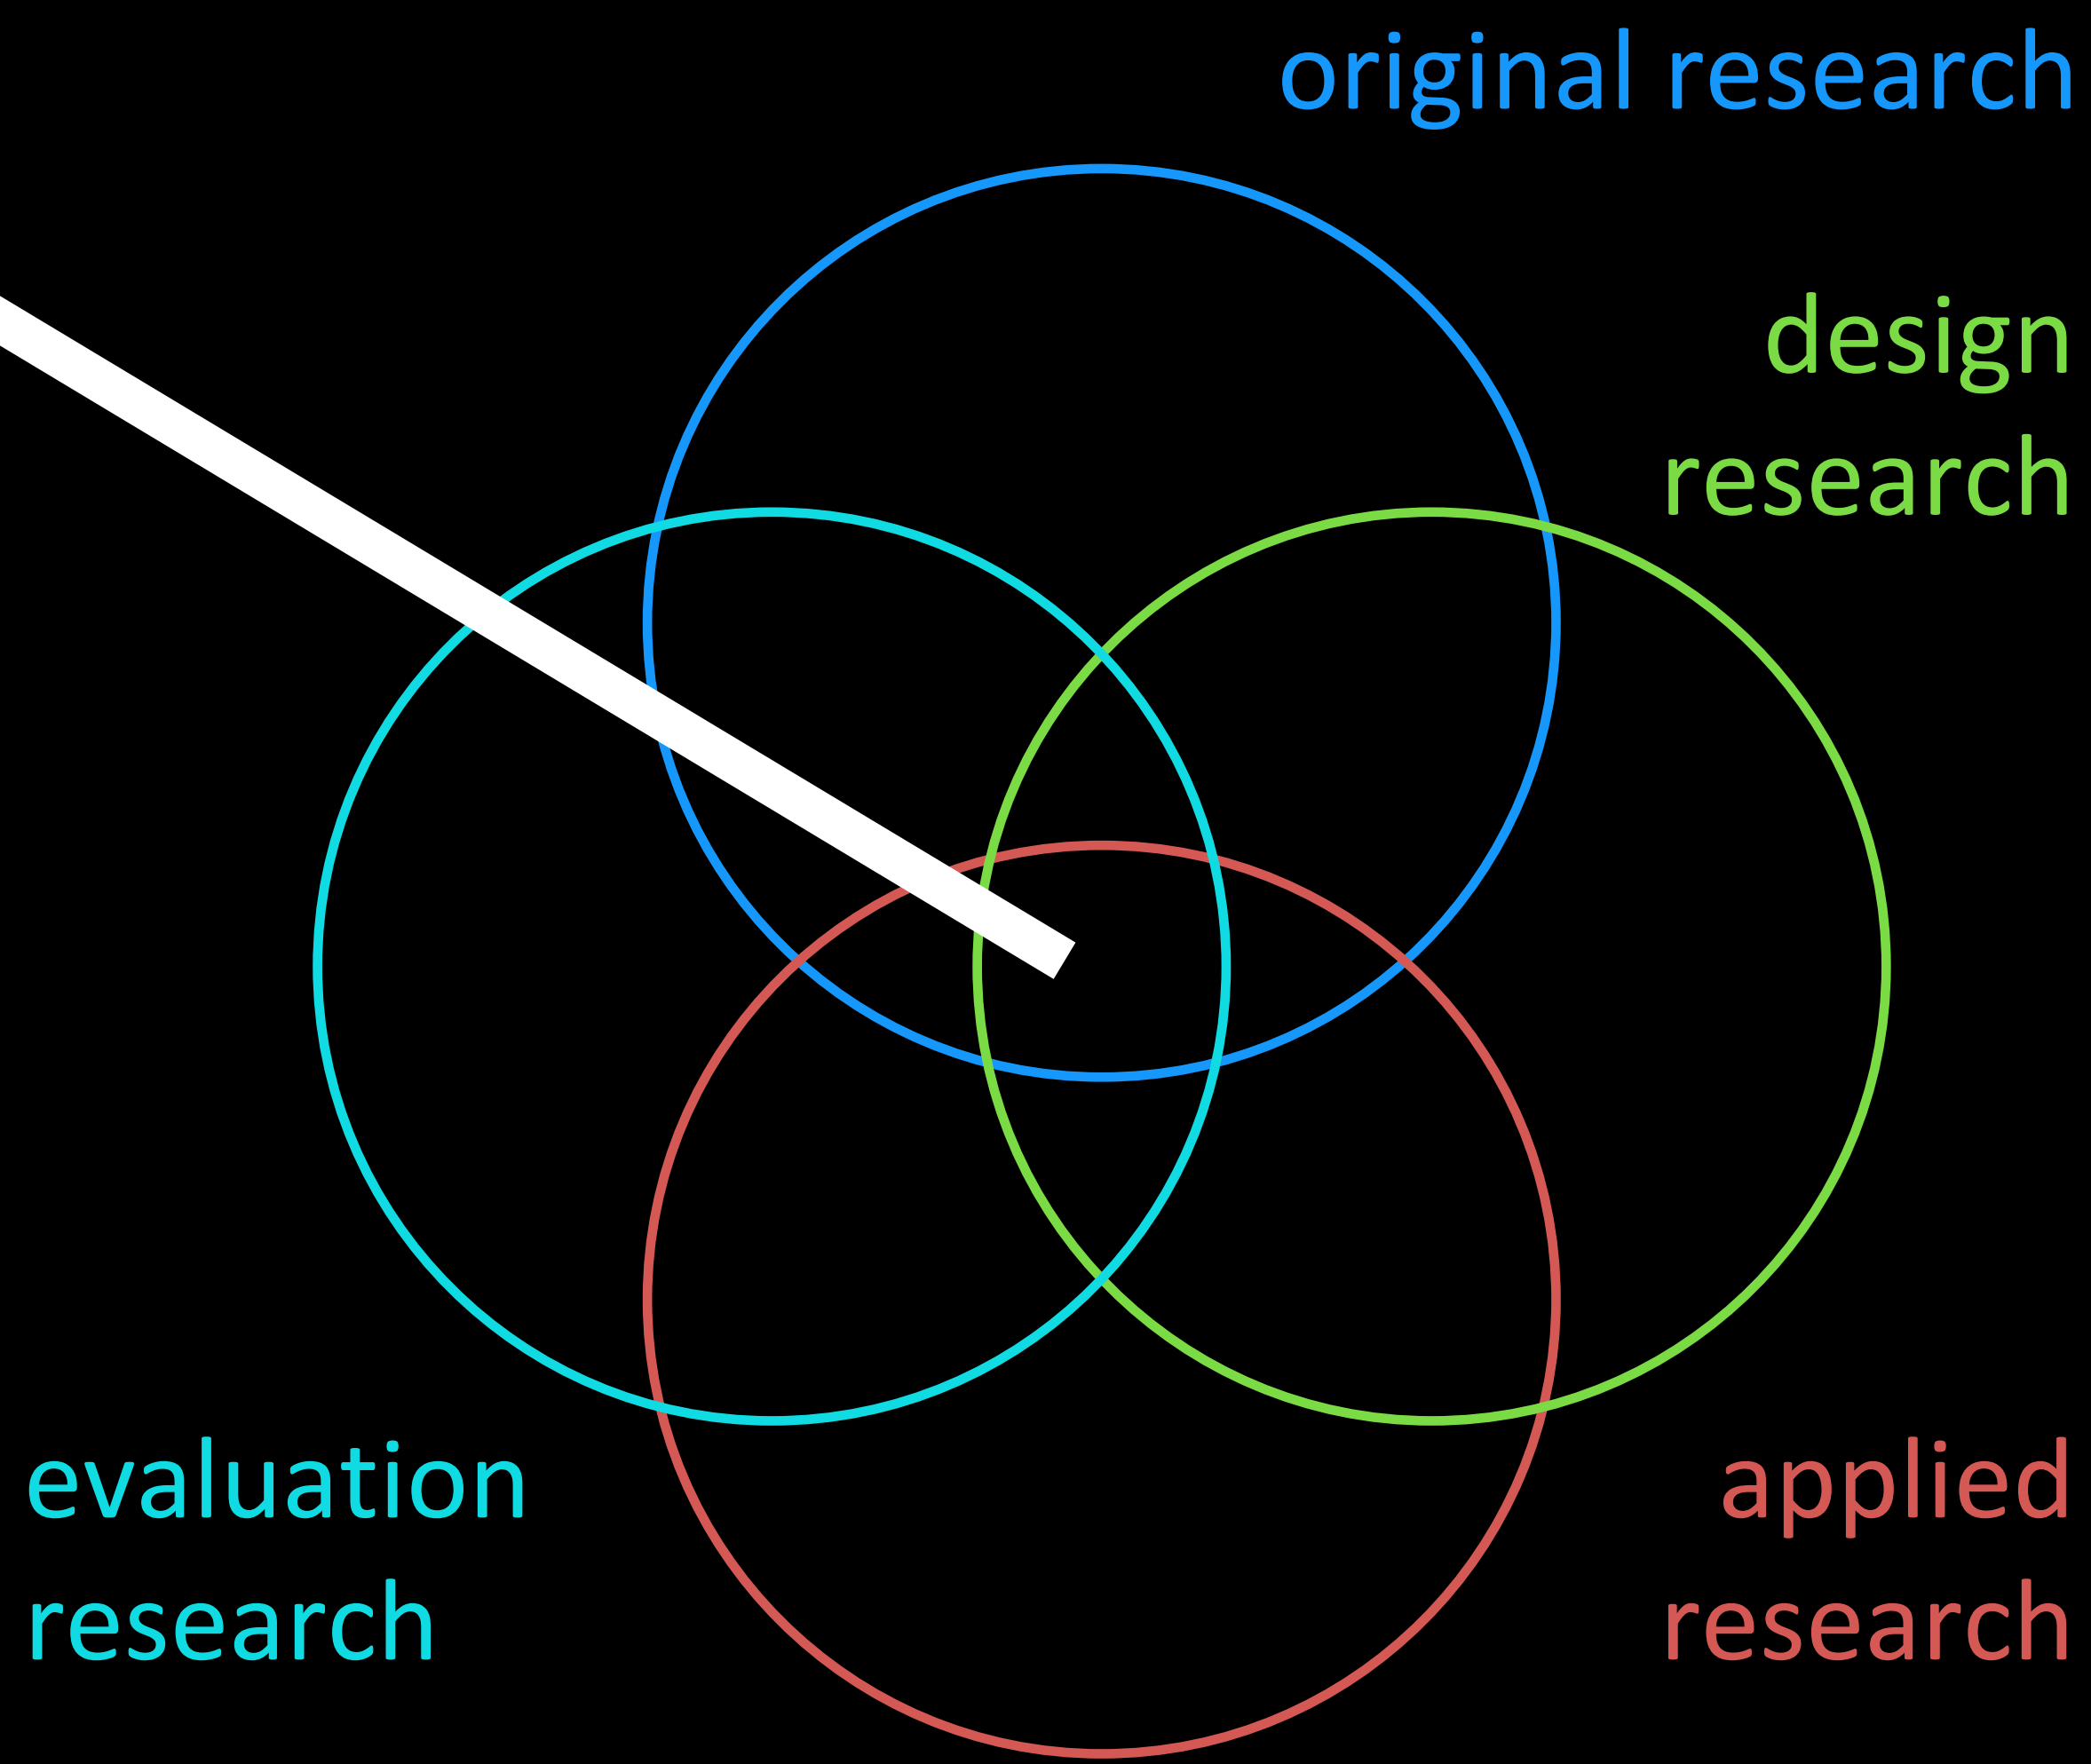 original research
design
research
evaluation
research
applied
research